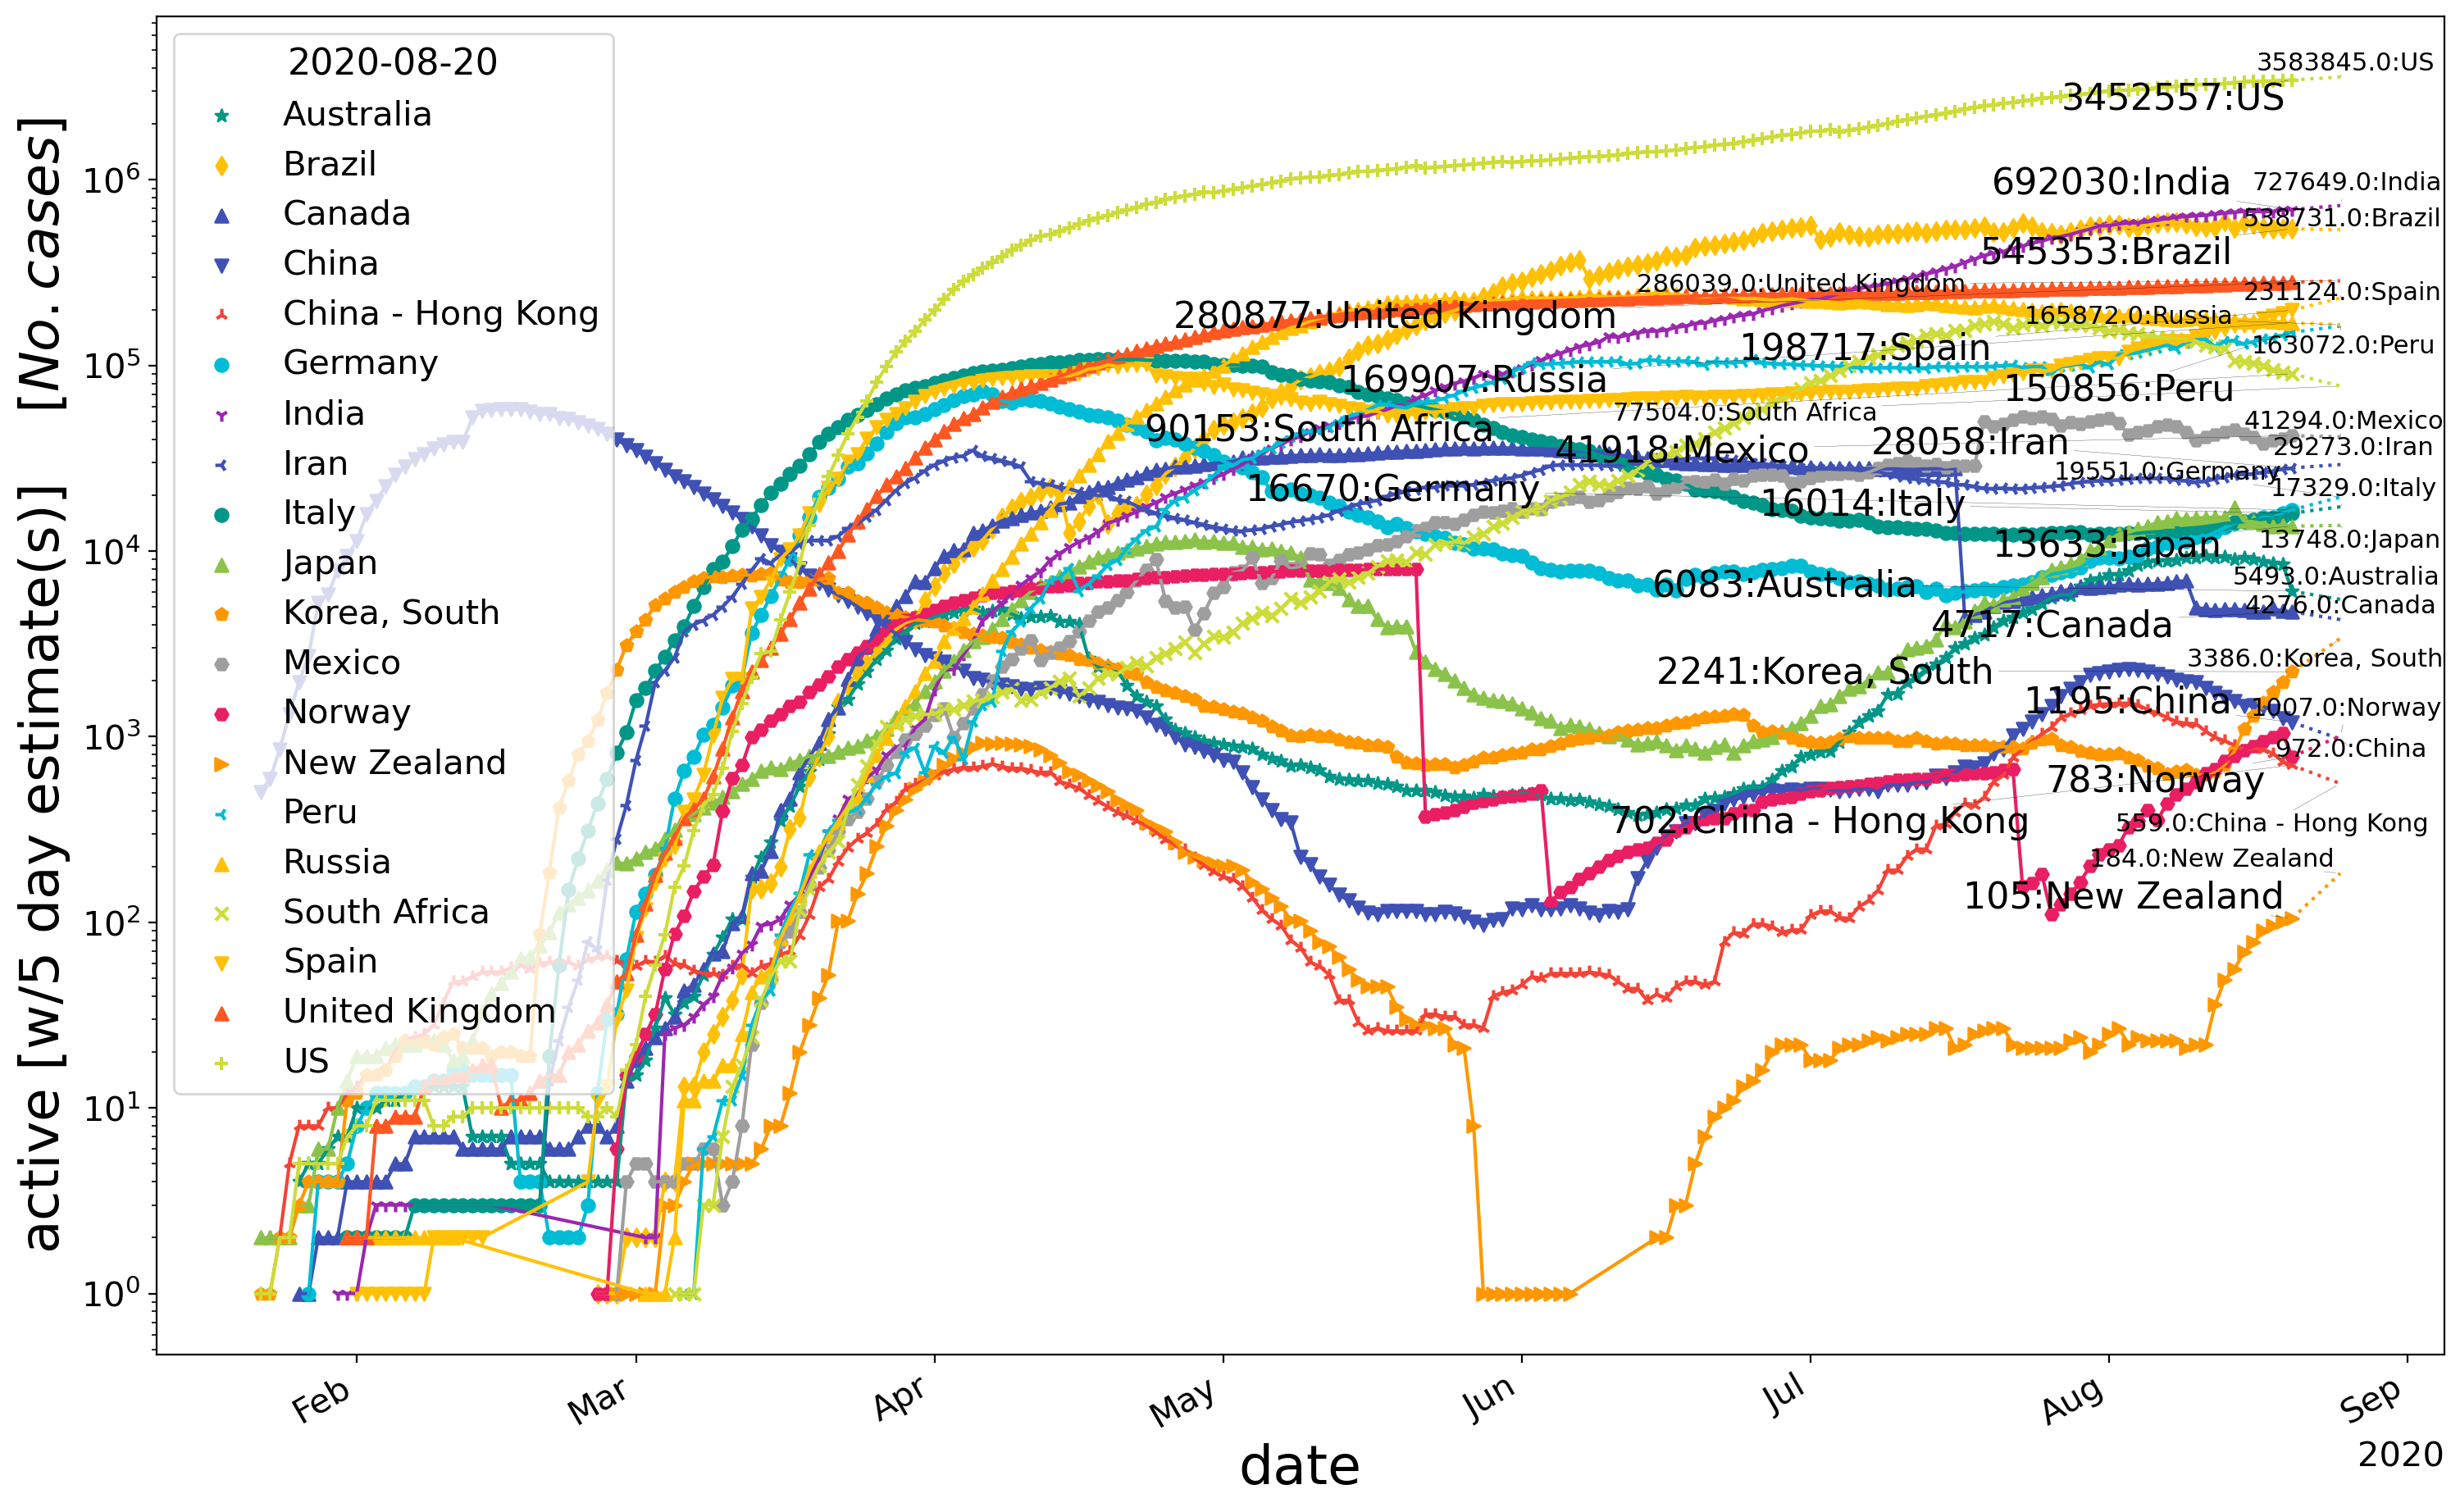 active [w/5 day estimate(s)] [No. cases]
10^6
10^5
10^4
10^3
10^2
10^1
10^0
2020-08-20
Australia
Brazil
Canada
China
China - Hong Kong
Germany
India
Iran
Italy
Japan
Korea, South
Mexico
Norway
New Zealand
Peru
Russia
South Africa
Spain
United Kingdom
US
3583845.0:US
3452557:US
692030:India
727649.0:India
538731.0:Brazil
545353:Brazil
286039.0:United Kingdom
280877:United Kingdom
231124.0:Spain
165872.0:Russia
198717:Spain
163072.0:Peru
169907:Russia
150856:Peru
77504.0:South Africa
90153:South Africa
41294.0:Mexico
41918:Mexico
28058:Iran
29273.0:Iran
19551.0:Germany
16670:Germany
17329.0:Italy
16014:Italy
13633:Japan
13748.0:Japan
6083:Australia
5493.0:Australia
4276.0:Canada
4717:Canada
2241:Korea, South
3386.0:Korea, South
1195:China
1007.0:Norway
972.0:China
783:Norway
702:China - Hong Kong
559.0:China - Hong Kong
184.0:New Zealand
105:New Zealand
Feb
Mar
Apr
May
Jun
Jul
Aug
Sep
2020
date